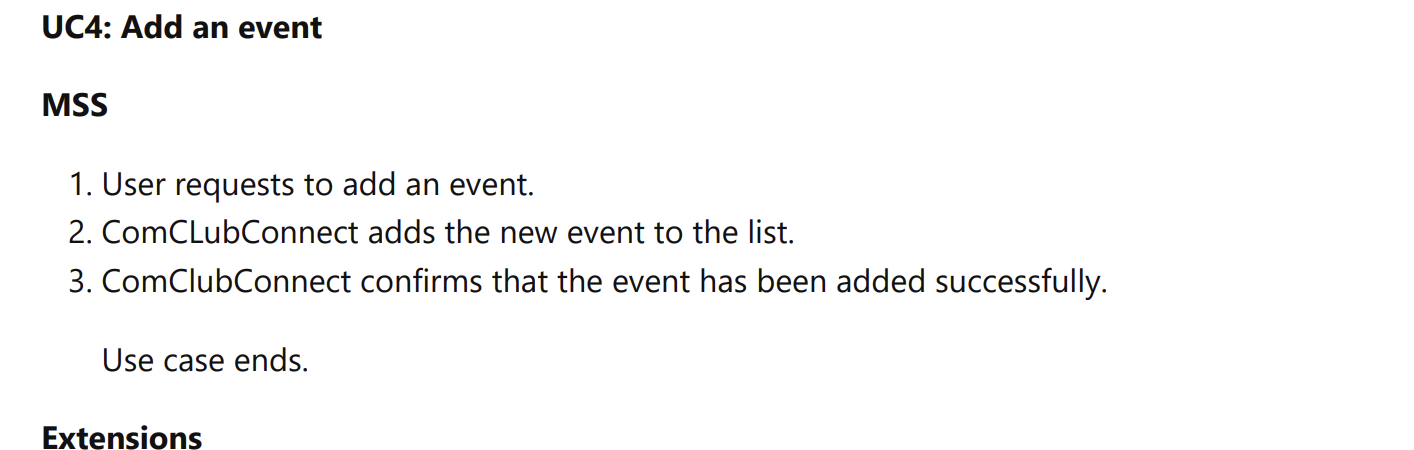 UC4: Add an event
MSS
1. User requests to add an event.
2. ComCLubConnect adds the new event to the list.
3. ComClubConnect confirms that the event has been added successfully.
Use case ends.
Extensions